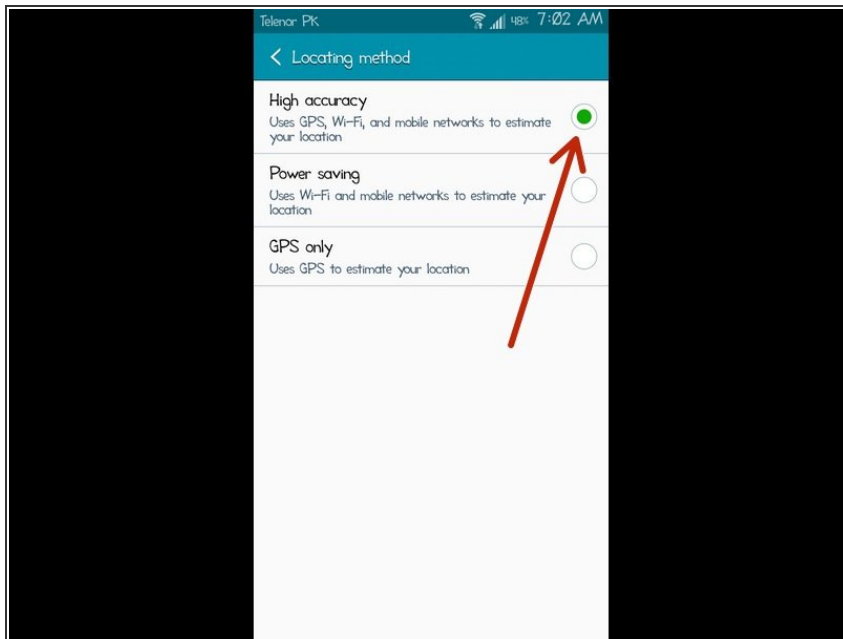 Telenor PK 48% 7:02 AM
Locating method
High accuracy
Uses GPS, Wi-Fi, and mobile networks to estimate
your location
Power saving
Uses Wi-Fi and mobile networks to estimate your
location
GPS only
Uses GPS to estimate your location